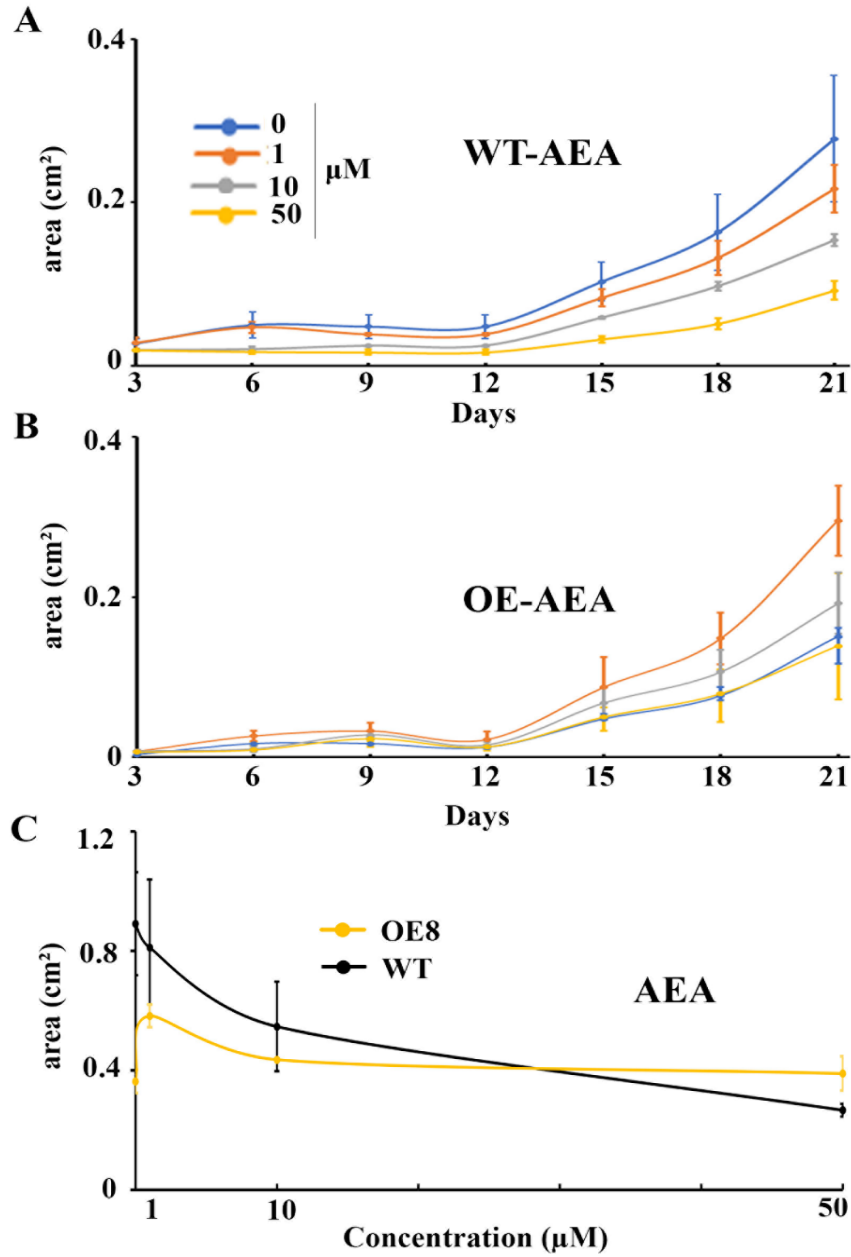 A
0.4
0.2
0
area (cm²)
0
1
10
50
µM
WT-AEA
3 6 9 12 15 18 21
Days
B
0.4
0.2
0
area (cm²)
OE-AEA
3 6 9 12 15 18 21
Days
C
1.2
0.8
0.4
0
area (cm²)
OE8
WT
AEA
1 10 50
Concentration (µM)